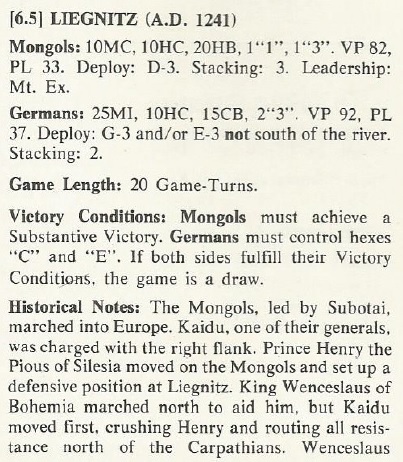 [6.5] LIEGNITZ (A.D. 1241)
Mongols: 10MC, 10HC, 20HB, 1“1”, 1“3”. VP 82,
PL 33. Deploy: D-3. Stacking: 3. Leadership:
Mt. Ex.
Germans: 25MI, 10HC, 15CB, 2“3”. VP 92, PL
37. Deploy: G-3 and/or E-3 not south of the river.
Stacking: 2.
Game Length: 20 Game-Turns.
Victory Conditions: Mongols must achieve a
Substantive Victory. Germans must control hexes
“C” and “E”. If both sides fulfill their Victory
Conditions, the game is a draw.
Historical Notes: The Mongols, led by Subotai,
marched into Europe. Kaidu, one of their generals,
was charged with the right flank. Prince Henry the
Pious of Silesia moved on the Mongols and set up a
defensive position at Liegnitz. King Wenceslaus of
Bohemia marched north to aid him, but Kaidu
moved first, crushing Henry and routing all resis-
tance north of the Carpathians. Wenceslaus